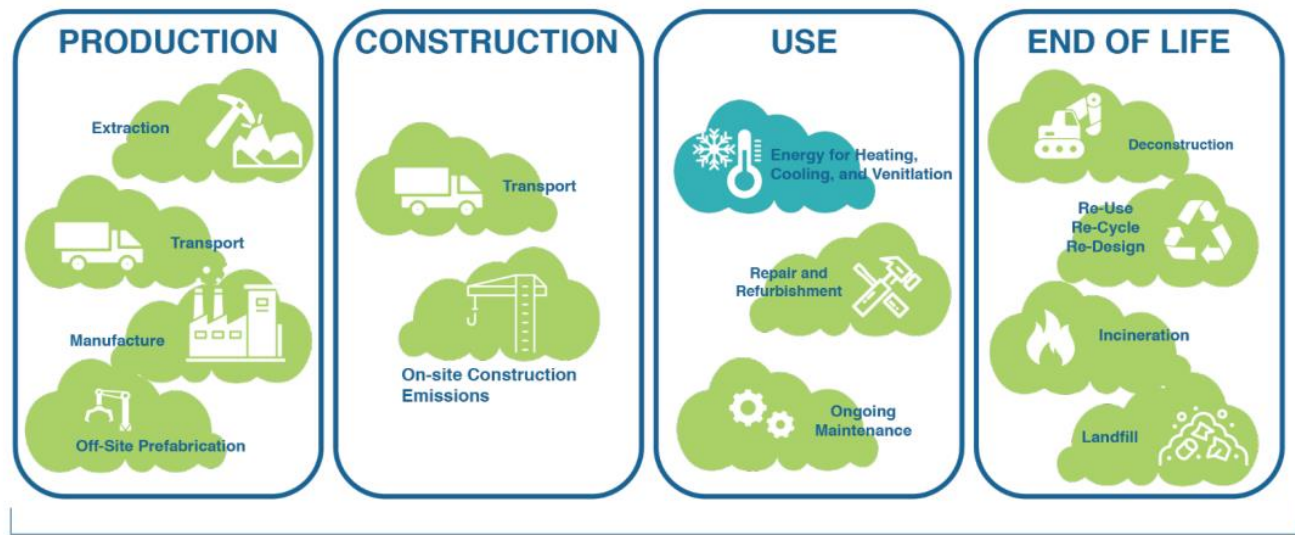 PRODUCTION
Extraction
Transport
Manufacture
Off-Site Prefabrication
CONSTRUCTION
Transport
On-site Construction
Emissions
USE
Energy for Heating,
Cooling, and Venitlation
Repair and
Refurbishment
Ongoing
Maintenance
END OF LIFE
Deconstruction
Re-Use
Re-Cycle
Re-Design
Incineration
Landfill